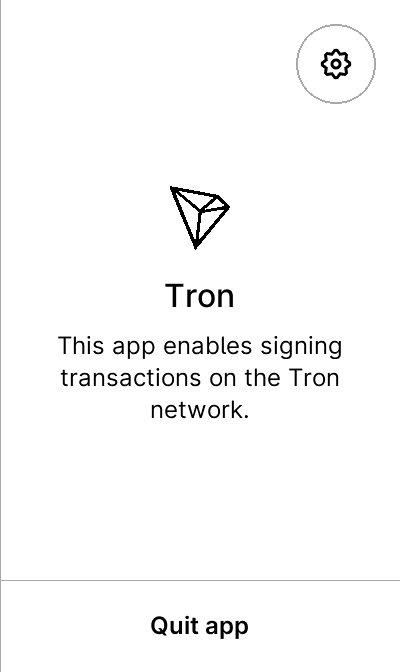 Tron
This app enables signing
transactions on the Tron
network.
Quit app